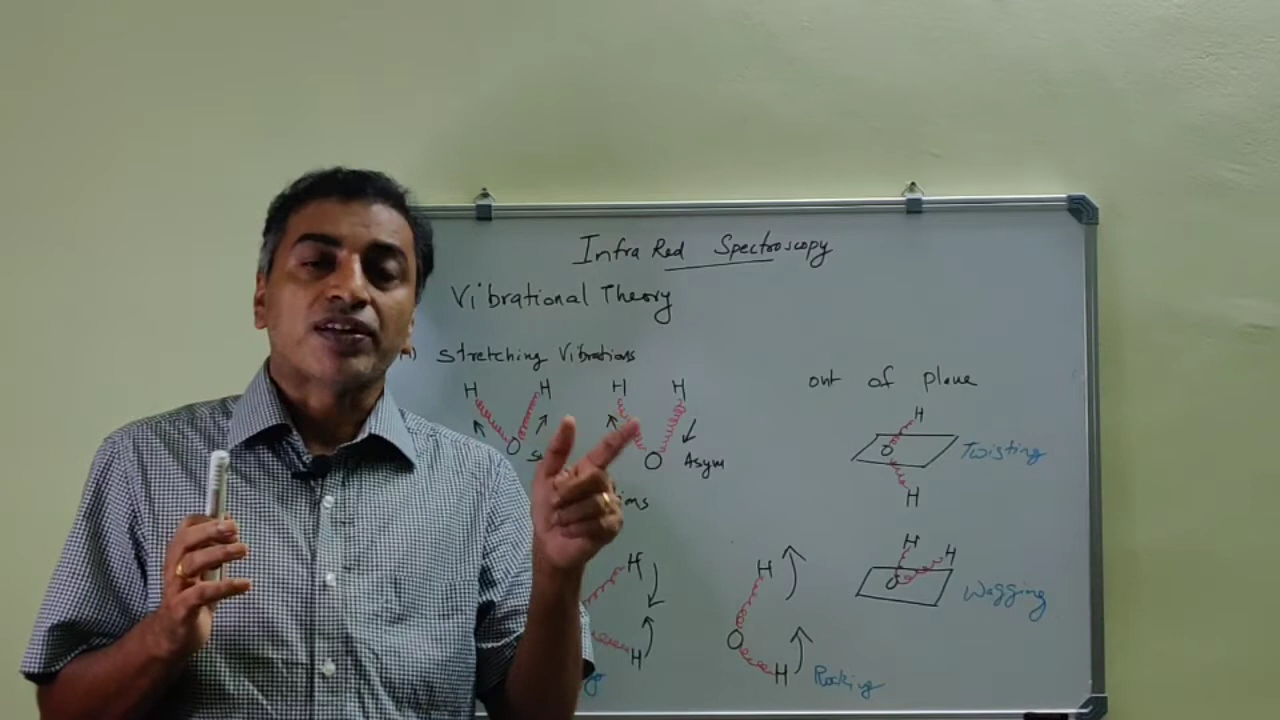 Infra Red Spectroscopy
Vibrational Theory
Stretching Vibrations
H H H H
O O Asym
out of plane
H
O Twisting
H
H H
O Wagging
H H
O
H H Rocking